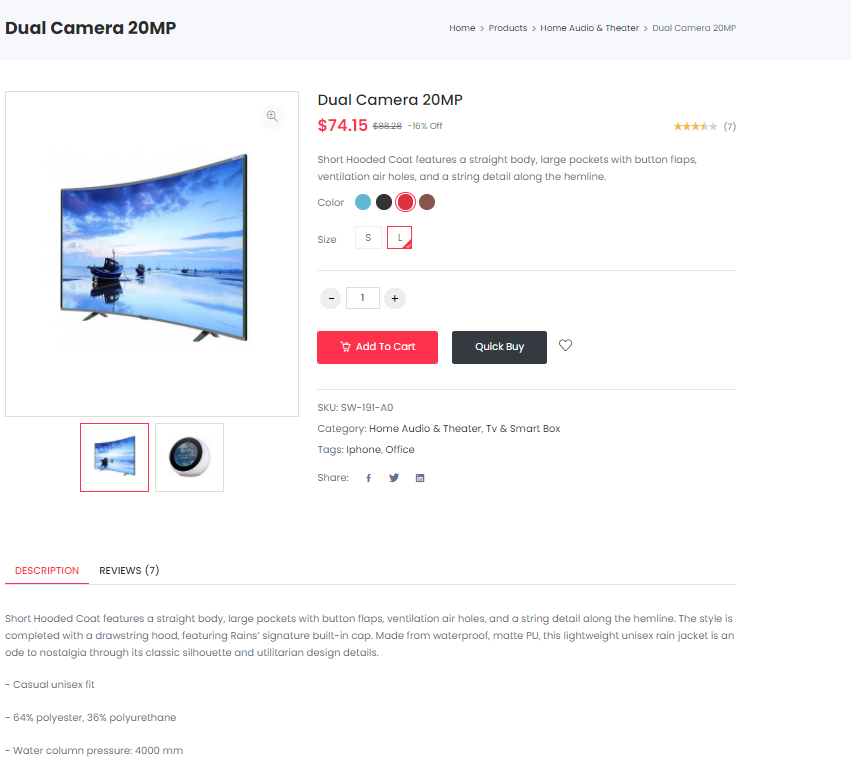 Dual Camera 20MP
Home > Products > Home Audio & Theater > Dual Camera 20MP
Dual Camera 20MP
$74.15 $88.28 -16% Off
(7)
Short Hooded Coat features a straight body, large pockets with button flaps,
ventilation air holes, and a string detail along the hemline.
Color
Size S L
- 1 +
Add To Cart Quick Buy
SKU: SW-191-A0
Category: Home Audio & Theater, Tv & Smart Box
Tags: Iphone, Office
Share:
DESCRIPTION REVIEWS (7)
Short Hooded Coat features a straight body, large pockets with button flaps, ventilation air holes, and a string detail along the hemline. The style is
completed with a drawstring hood, featuring Rains’ signature built-in cap. Made from waterproof, matte PU, this lightweight unisex rain jacket is an
ode to nostalgia through its classic silhouette and utilitarian design details.
- Casual unisex fit
- 64% polyester, 36% polyurethane
- Water column pressure: 4000 mm